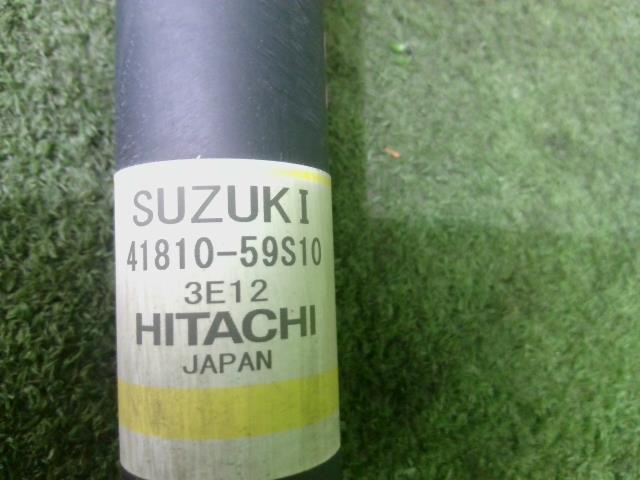 SUZUKI
41810-59S10
3E12
HITACHI
JAPAN